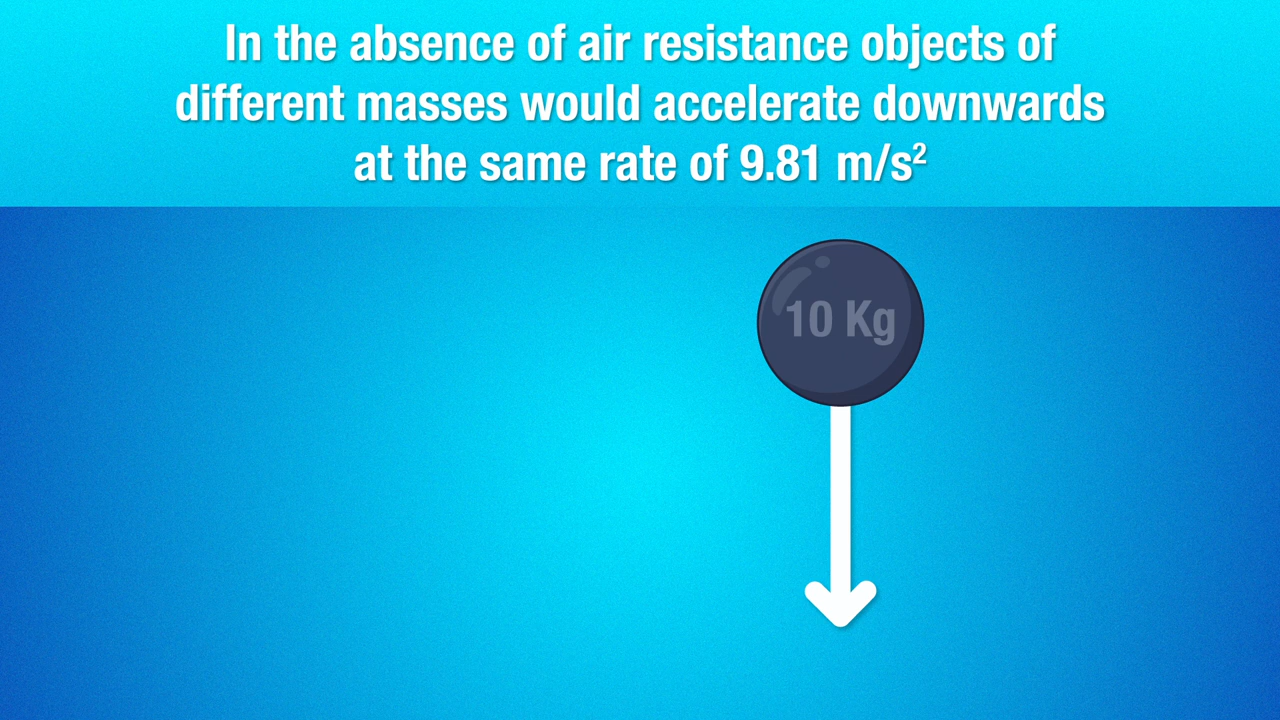 In the absence of air resistance objects of
different masses would accelerate downwards
at the same rate of 9.81 m/s²
10 Kg